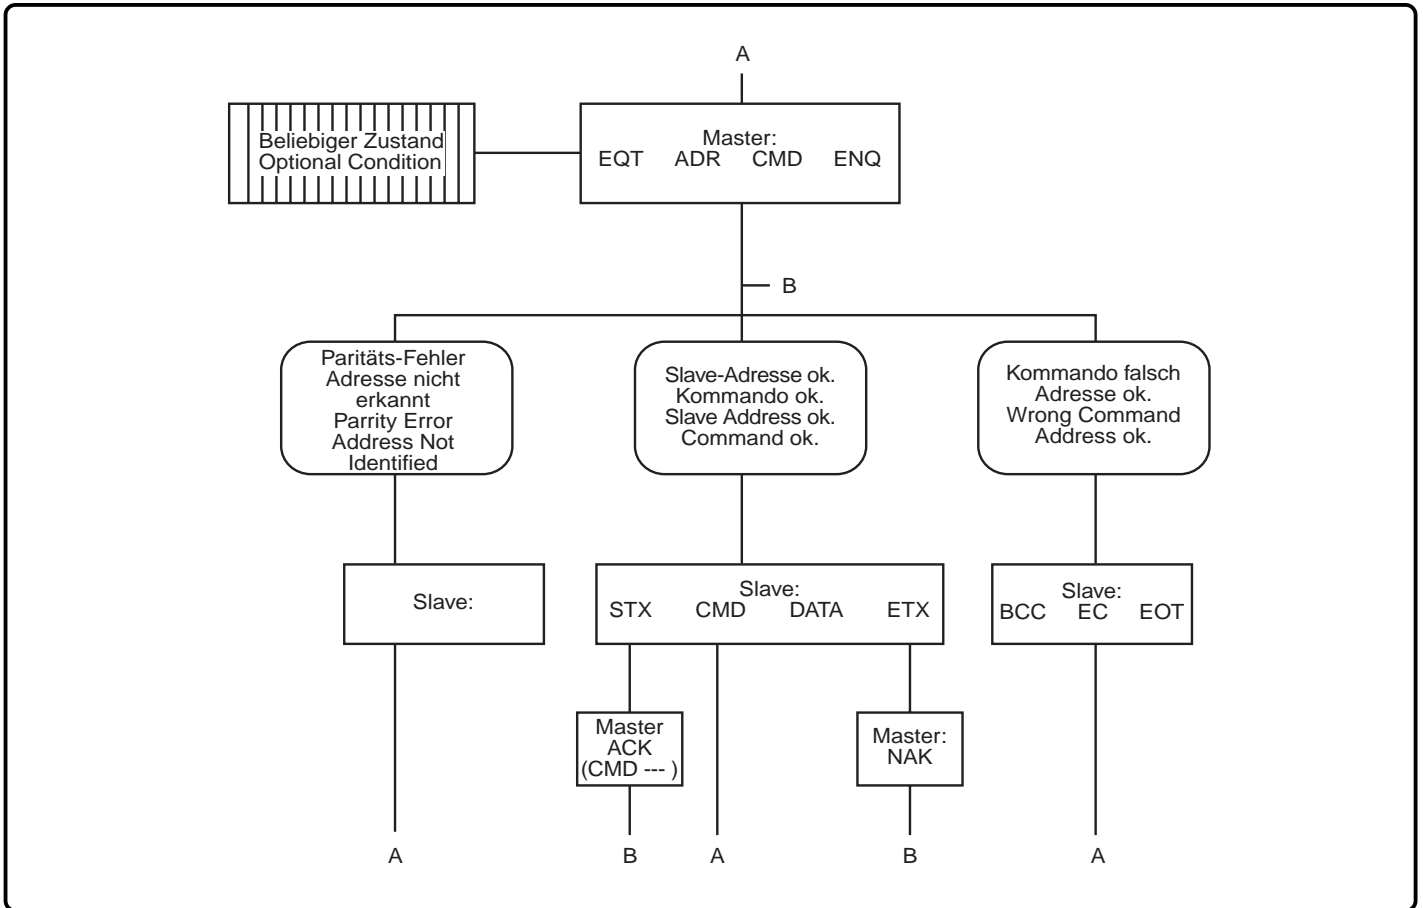 A
Beliebiger Zustand
Optional Condition
Master:
EQT ADR CMD ENQ
B
Paritäts-Fehler
Adresse nicht
erkannt
Parrity Error
Address Not
Identified
Slave-Adresse ok.
Kommando ok.
Slave Address ok.
Command ok.
Kommando falsch
Adresse ok.
Wrong Command
Address ok.
Slave:
Slave:
STX CMD DATA ETX
Slave:
BCC EC EOT
Master
ACK
(CMD --- )
Master:
NAK
A
B
A
B
A